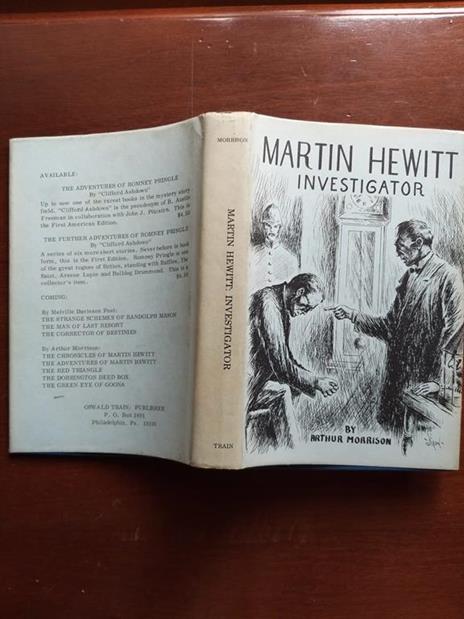 AVAILABLE:
THE ADVENTURES OF ROMNEY PRINGLE
By "Clifford Ashdown"
Up to now one of the rarest books in the mystery story
field. "Clifford Ashdown" is the pseudonym of R. Austin
Freeman in collaboration with John J. Pitcairn. This is
the First American Edition. $4.50
THE FURTHER ADVENTURES OF ROMNEY PRINGLE
By "Clifford Ashdown"
A series of six more short stories. Never before in book
form, this is the First Edition. Romney Pringle is one
of the great rogues of fiction, standing with Raffles, The
Saint, Arsene Lupin and Bulldog Drummond. This is a
collector's item.
COMING:
By Melville Davisson Post:
THE STRANGE SCHEMES OF RANDOLPH MASON
THE MAN OF LAST RESORT
THE CORRECTOR OF DESTINIES
By Arthur Morrison:
THE CHRONICLES OF MARTIN HEWITT
THE ADVENTURES OF MARTIN HEWITT
THE RED TRIANGLE
THE DORRINGTON DEED BOX
THE GREEN EYE OF GOONA
OSWALD TRAIN: PUBLISHER
P. O. Box 1891
Philadelphia, Pa. 19105
MORRISON
MARTIN HEWITT: INVESTIGATOR
TRAIN
MARTIN HEWITT
INVESTIGATOR
BY
ARTHUR MORRISON